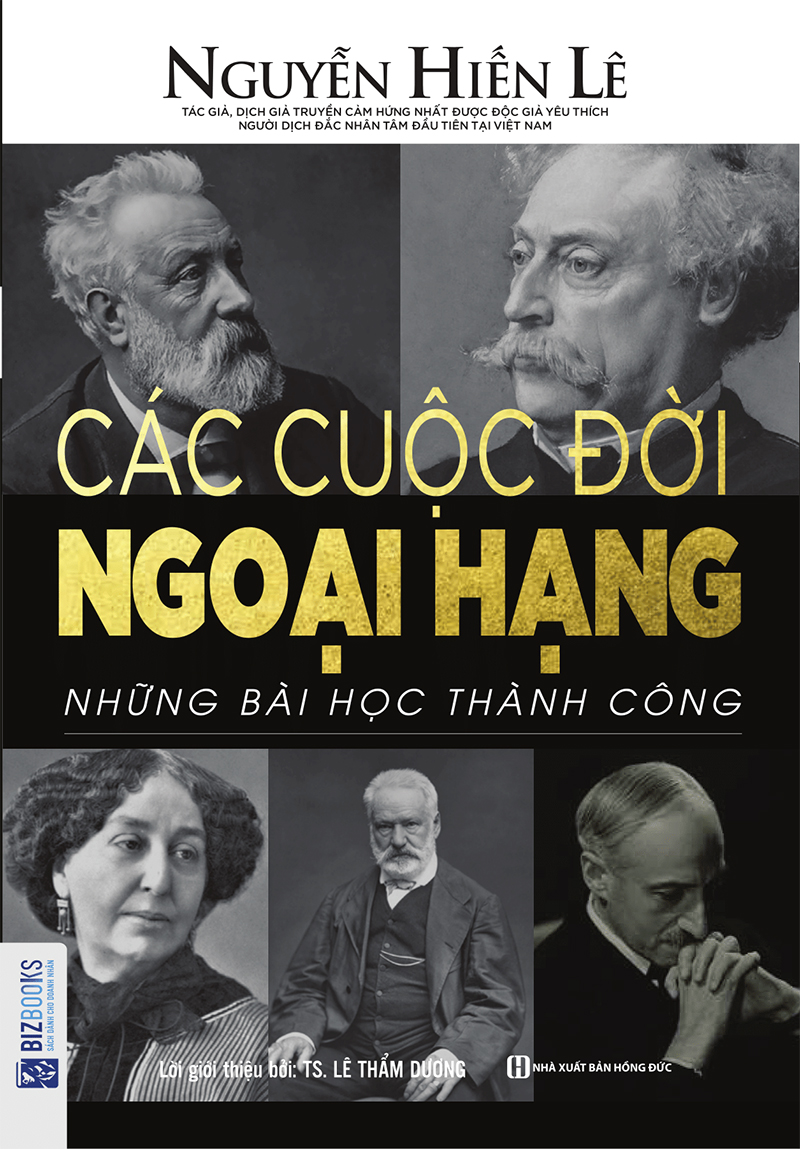 NGUYỄN HIẾN LÊ
TÁC GIẢ, DỊCH GIẢ TRUYỀN CẢM HỨNG NHẤT ĐƯỢC ĐỘC GIẢ YÊU THÍCH
NGƯỜI DỊCH ĐẮC NHÂN TÂM ĐẦU TIÊN TẠI VIỆT NAM
CÁC CUỘC ĐỜI
NGOẠI HẠNG
NHỮNG BÀI HỌC THÀNH CÔNG
BIZBOOKS
SÁCH DÀNH CHO DOANH NHÂN
Lời giới thiệu bởi: TS. LÊ THẨM DƯƠNG
NHÀ XUẤT BẢN HỒNG ĐỨC